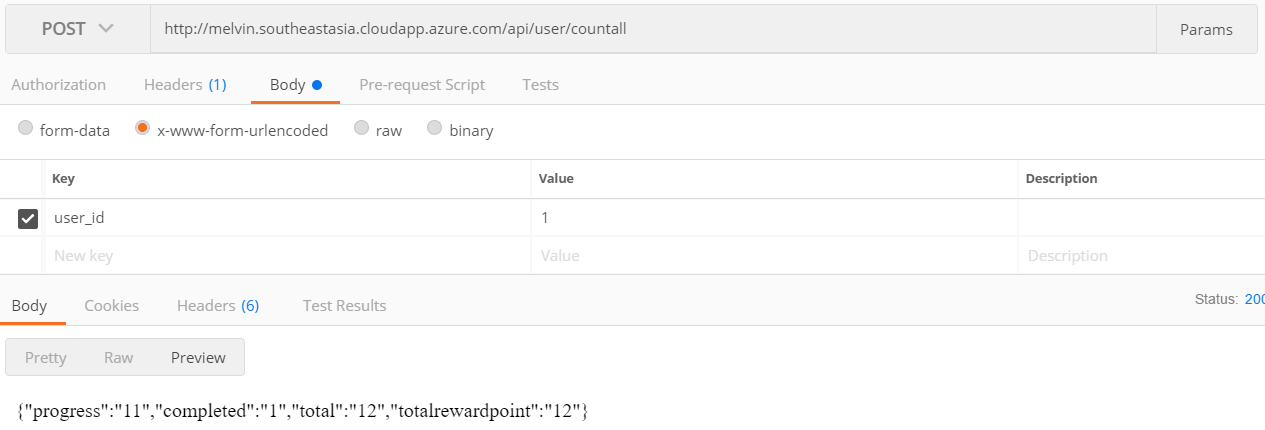 POST http://melvin.southeastasia.cloudapp.azure.com/api/user/countall Params
Authorization Headers (1) Body Pre-request Script Tests
form-data x-www-form-urlencoded raw binary
Key Value Description
user_id 1
New key Value Description
Body Cookies Headers (6) Test Results Status: 200
Pretty Raw Preview
{"progress":"11","completed":"1","total":"12","totalrewardpoint":"12"}